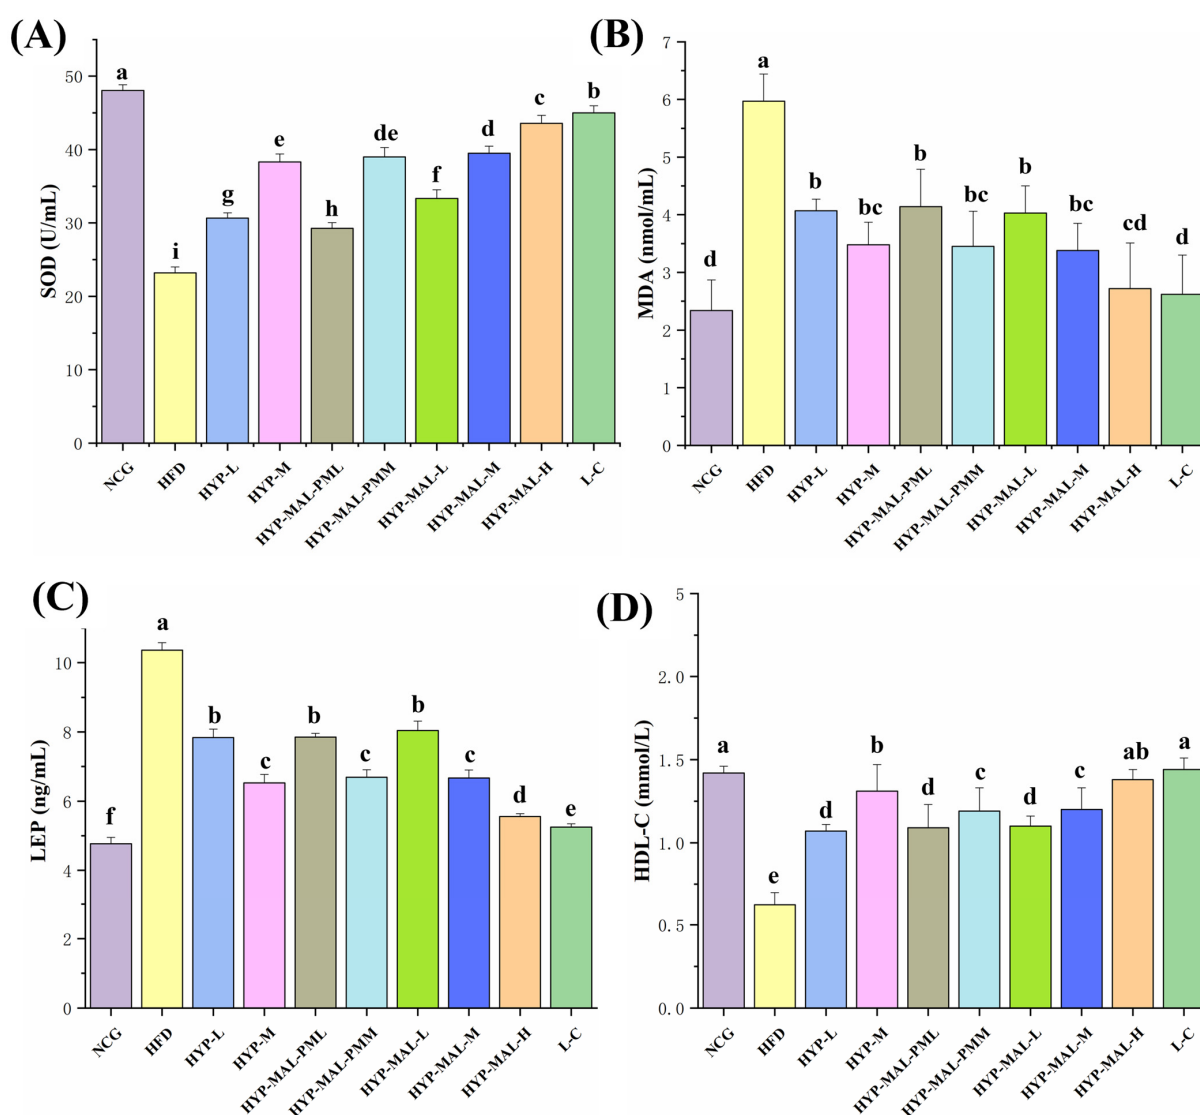 (A)
SOD (U/mL)
50
40
30
20
10
0
a
i
g
e
h
de
f
d
c
b
NCG
HFD
HYP-L
HYP-M
HYP-MAL-PML
HYP-MAL-PMM
HYP-MAL-L
HYP-MAL-M
HYP-MAL-H
L-C
(B)
MDA (nmol/mL)
7
6
5
4
3
2
1
0
d
a
b
bc
b
bc
b
bc
cd
d
NCG
HFD
HYP-L
HYP-M
HYP-MAL-PML
HYP-MAL-PMM
HYP-MAL-L
HYP-MAL-M
HYP-MAL-H
L-C
(C)
LEP (ng/mL)
10
8
6
4
2
0
f
a
b
c
b
c
b
c
d
e
NCG
HFD
HYP-L
HYP-M
HYP-MAL-PML
HYP-MAL-PMM
HYP-MAL-L
HYP-MAL-M
HYP-MAL-H
L-C
(D)
HDL-C (mmol/L)
5
2.0
1.5
1.0
0.5
0.0
a
e
d
b
d
c
d
c
ab
a
NCG
HFD
HYP-L
HYP-M
HYP-MAL-PML
HYP-MAL-PMM
HYP-MAL-L
HYP-MAL-M
HYP-MAL-H
L-C